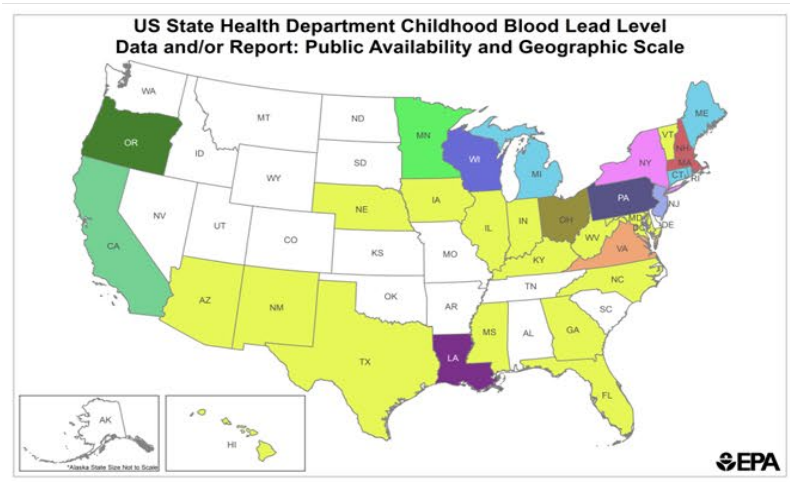 US State Health Department Childhood Blood Lead Level
Data and/or Report: Public Availability and Geographic Scale
WA
MT
ND
MN
ME
OR
ID
SD
WI
MI
VT
NH
NY
MA
CT
RI
WY
NE
IA
PA
NJ
NV
UT
CO
IL
IN
OH
MD
DE
CA
KS
MO
WV
VA
KY
AZ
NM
OK
AR
TN
NC
SC
TX
LA
MS
AL
GA
FL
AK
*Alaska State Size Not to Scale
HI
EPA